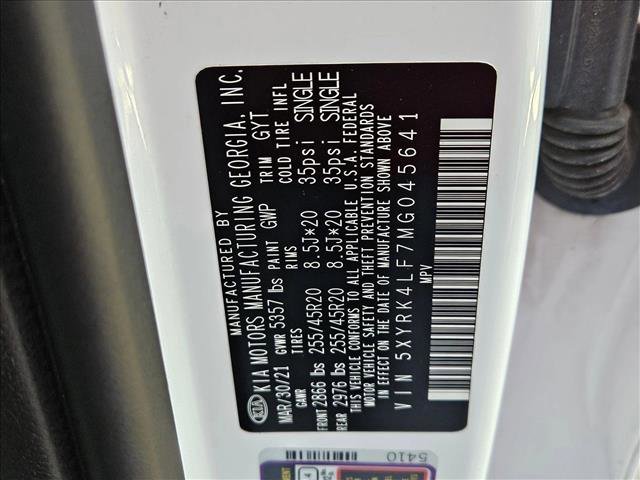 MANUFACTURED BY
KIA KIA MOTORS MANUFACTURING GEORGIA, INC.
MAR/30/21 GVWR 5357 lbs PAINT GWP TRIM GYT
GAWR TIRES RIMS COLD TIRE INFL
FRONT 2866 lbs 255/45R20 8.5J*20 35psi SINGLE
REAR 2976 lbs 255/45R20 8.5J*20 35psi SINGLE
THIS VEHICLE CONFORMS TO ALL APPLICABLE U.S.A. FEDERAL
MOTOR VEHICLE SAFETY AND THEFT PREVENTION STANDARDS
IN EFFECT ON THE DATE OF MANUFACTURE SHOWN ABOVE
VIN 5XYRK4LF7MG045641
MPV
5410